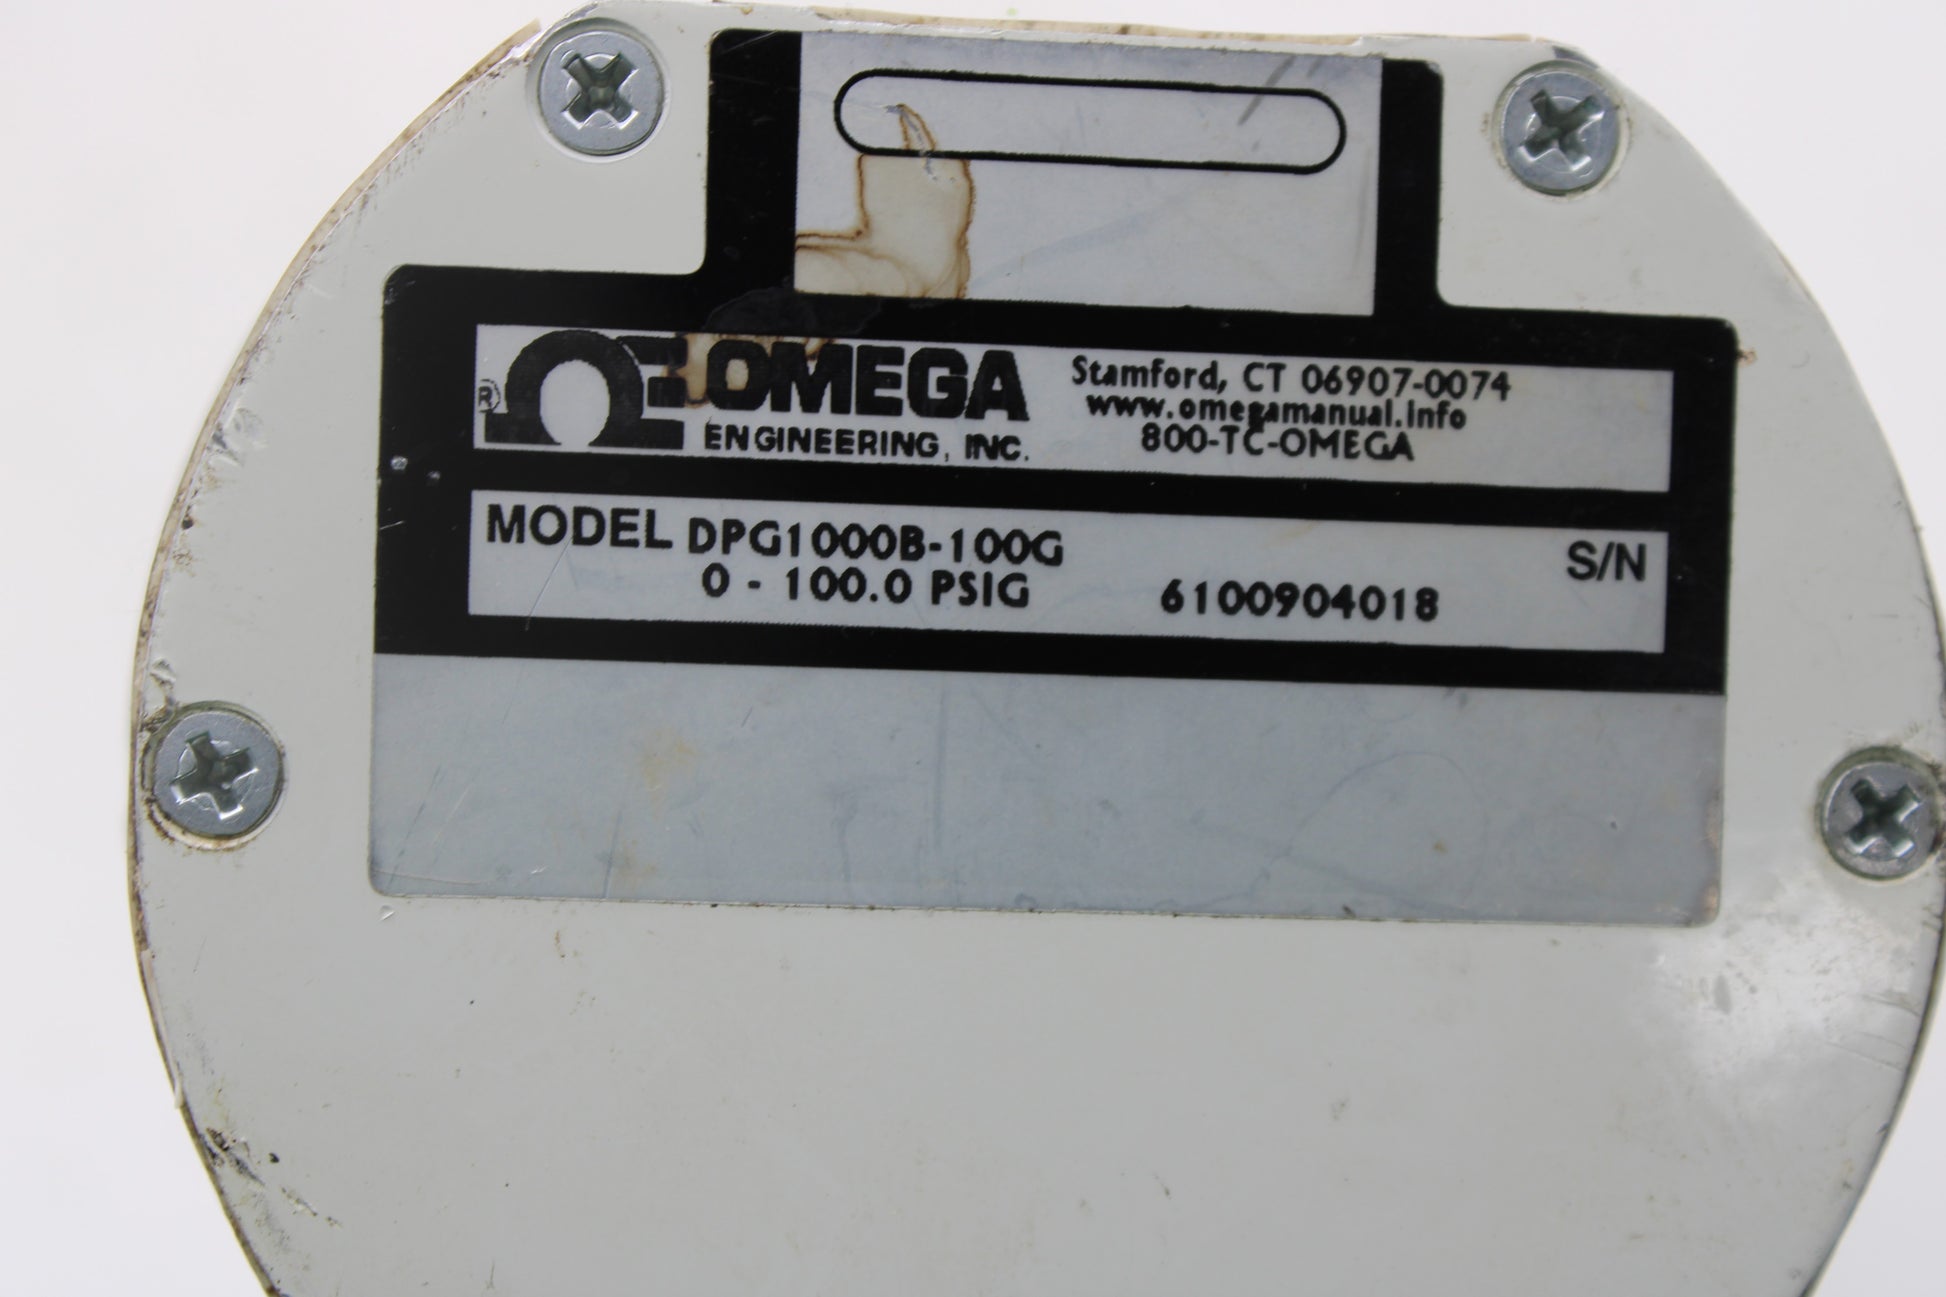 ® ΩE OMEGA
ENGINEERING, INC.
Stamford, CT 06907-0074
www.omegamanual.info
800-TC-OMEGA
MODEL DPG1000B-100G S/N
0 - 100.0 PSIG 6100904018